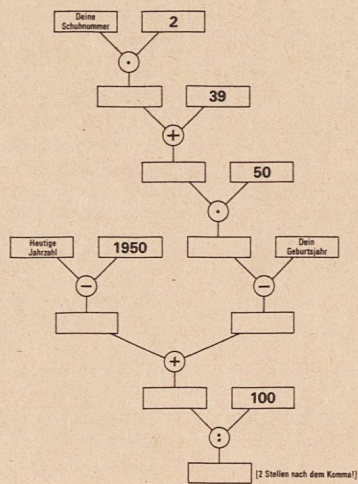 Deine
Schuhnummer
2
·
39
+
50
·
Heutige
Jahrzahl
1950
Dein
Geburtsjahr
−
−
+
100
:
[2 Stellen nach dem Komma!]